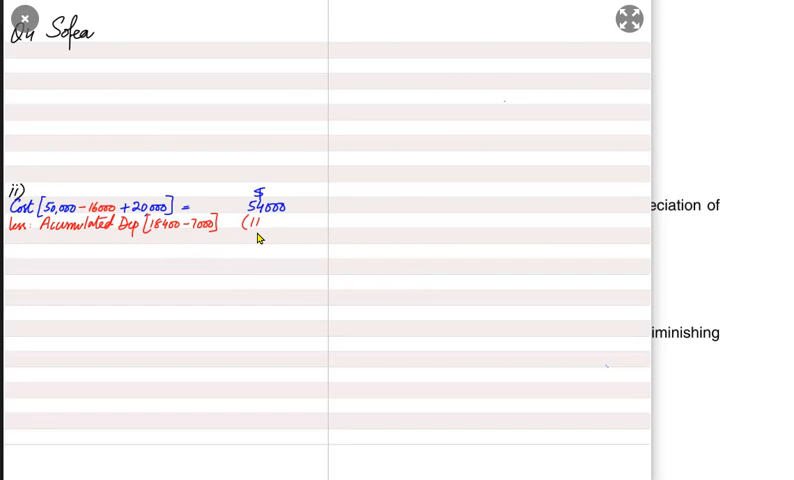 Q4 Sofea
ii)
$
Cost [50,000 - 16000 + 20000] = 54000
less: Accumulated Dep [18400 - 7000] (11
eciation of
iminishing